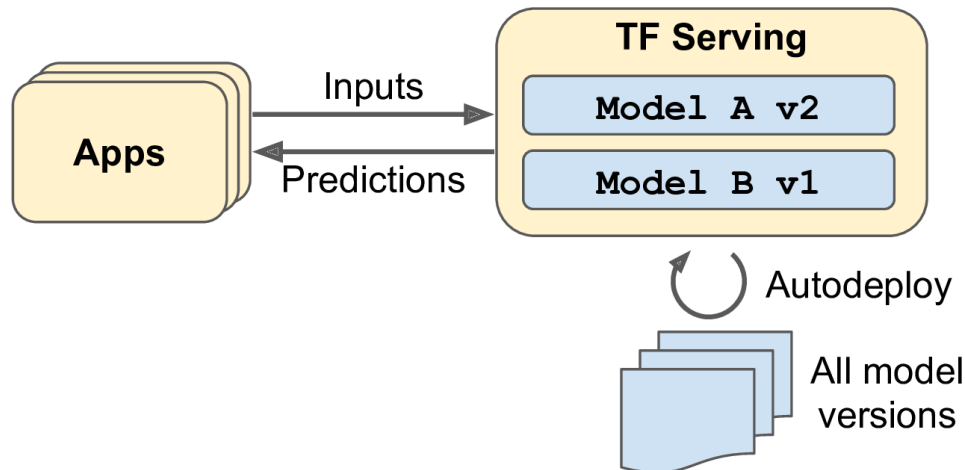 TF Serving
Inputs
Model A v2
Apps
Predictions
Model B v1
Autodeploy
All model
versions